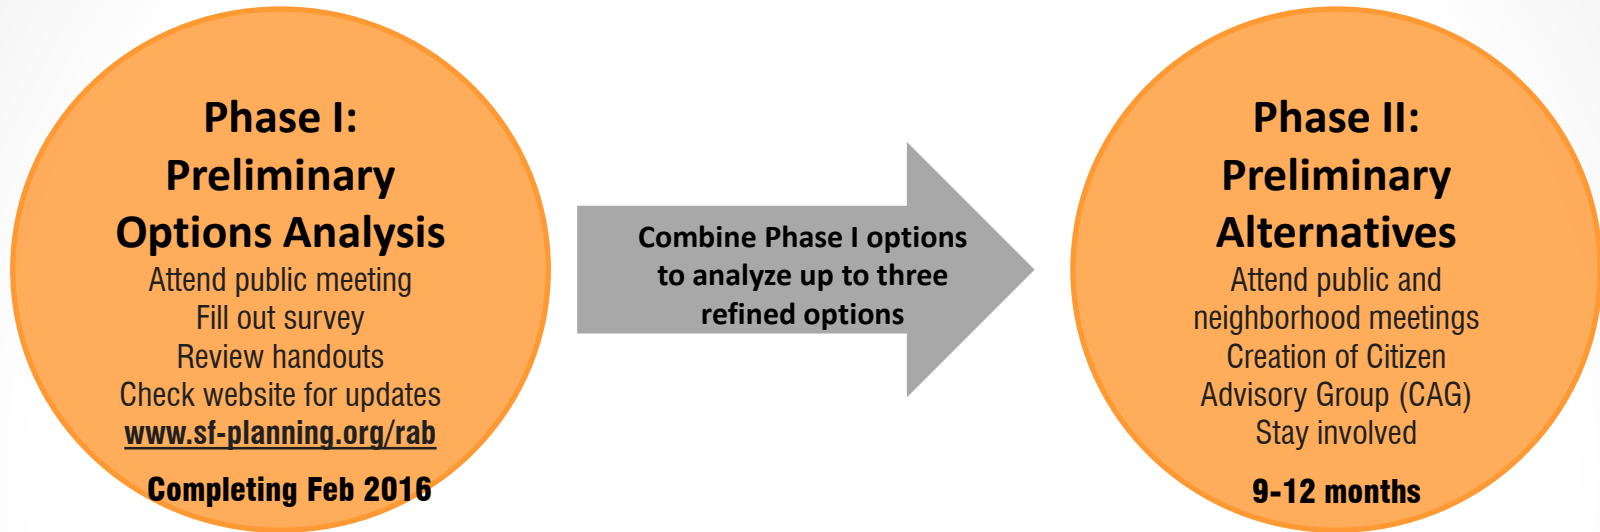 Phase I:
Preliminary
Options Analysis
Attend public meeting
Fill out survey
Review handouts
Check website for updates
www.sf-planning.org/rab
Completing Feb 2016
Combine Phase I options
to analyze up to three
refined options
Phase II:
Preliminary
Alternatives
Attend public and
neighborhood meetings
Creation of Citizen
Advisory Group (CAG)
Stay involved
9-12 months